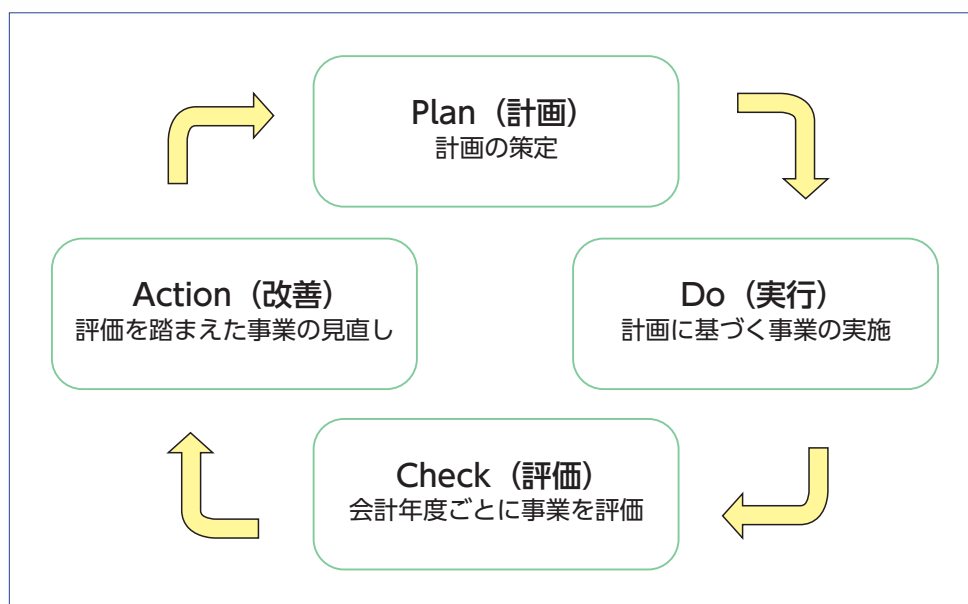 Plan（計画）
計画の策定
Do（実行）
計画に基づく事業の実施
Check（評価）
会計年度ごとに事業を評価
Action（改善）
評価を踏まえた事業の見直し